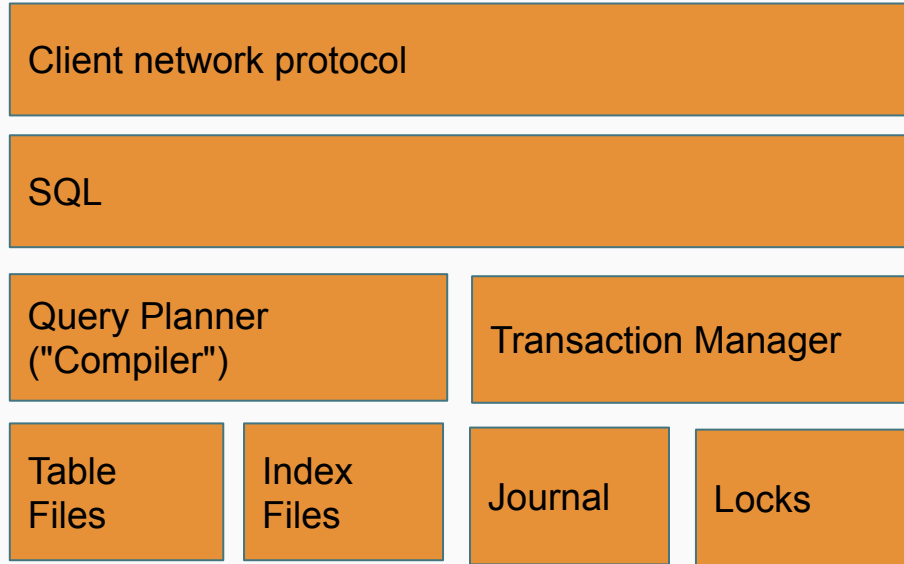 Client network protocol
SQL
Query Planner
("Compiler")
Transaction Manager
Table
Files
Index
Files
Journal
Locks